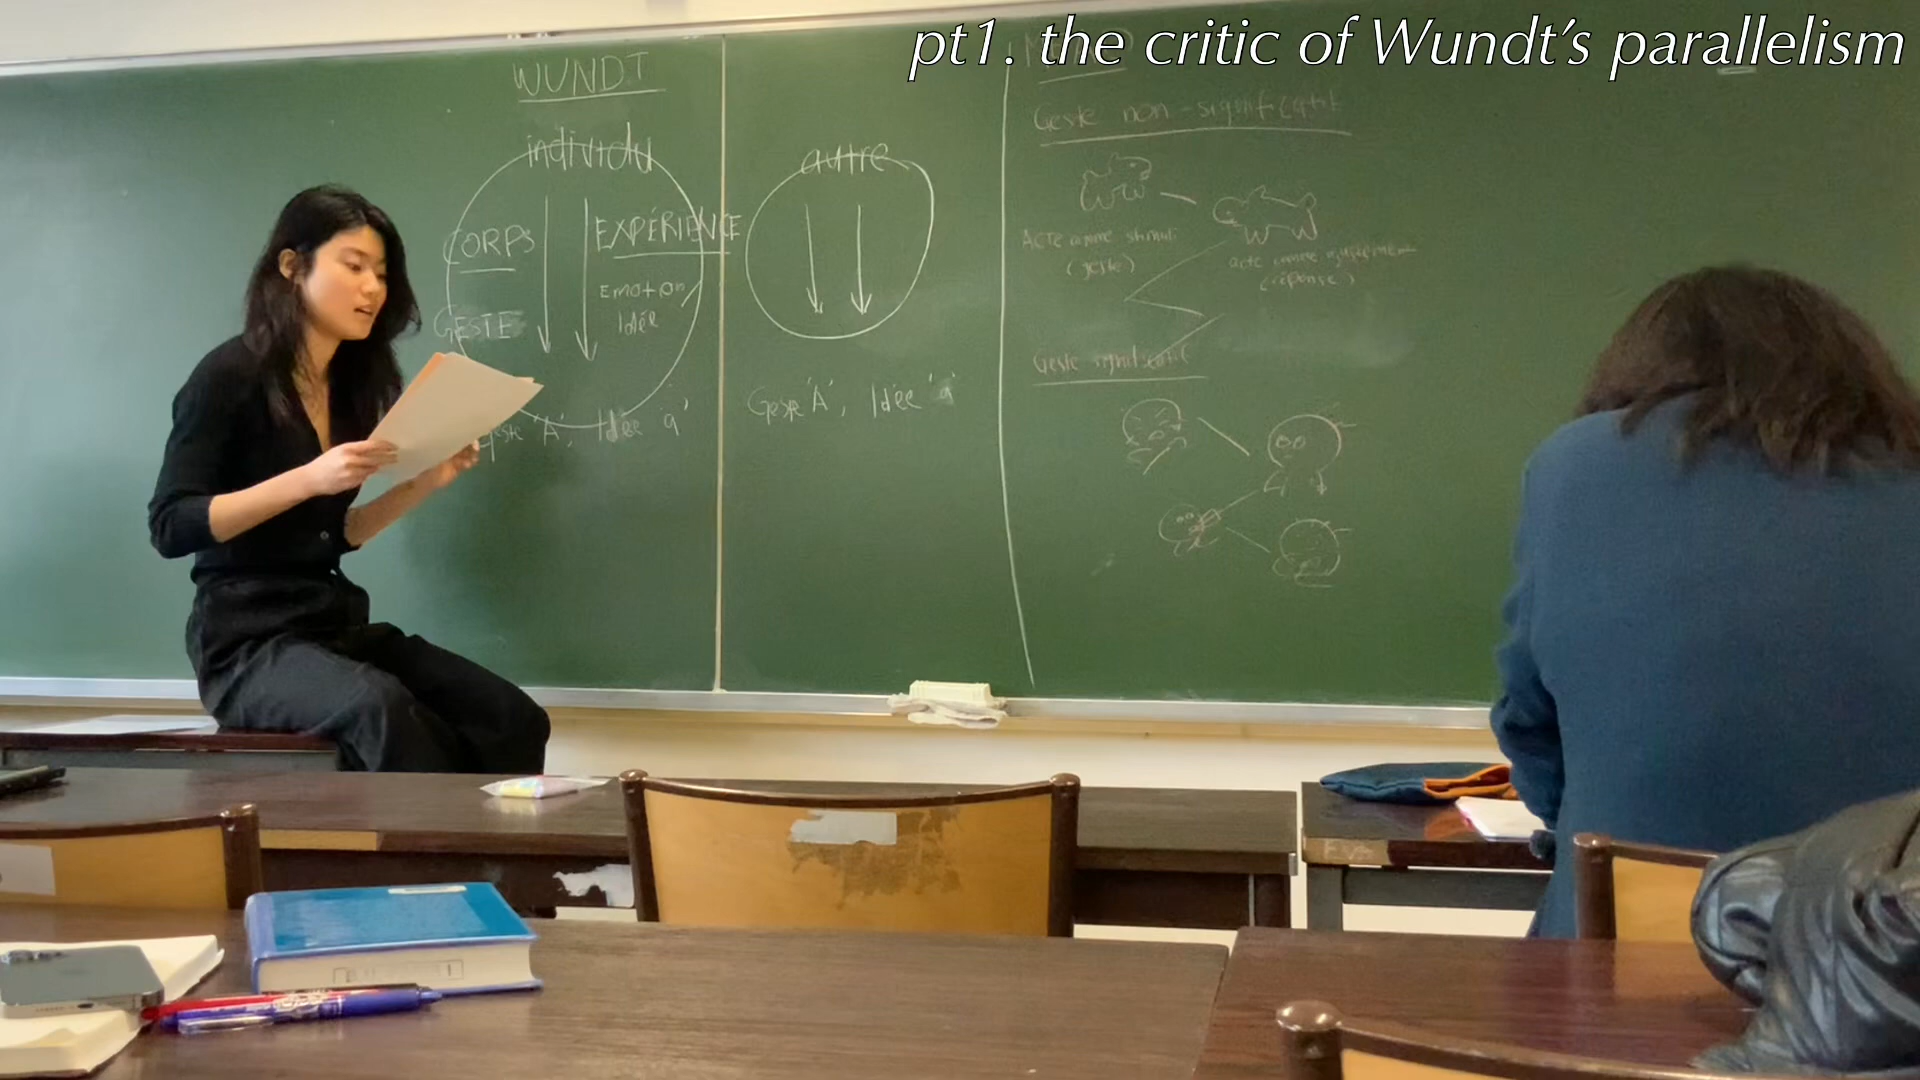 pt1. the critic of Wundt's parallelism
WUNDT
individu
CORPS
EXPÉRIENCE
Emotion
Idée
GESTE
geste 'A', Idée 'a'
autre
Geste 'A', Idée 'a'
Geste non-significatif
Acte comme stimuli
(geste)
acte comme ajustement
(réponse)
Geste significatif